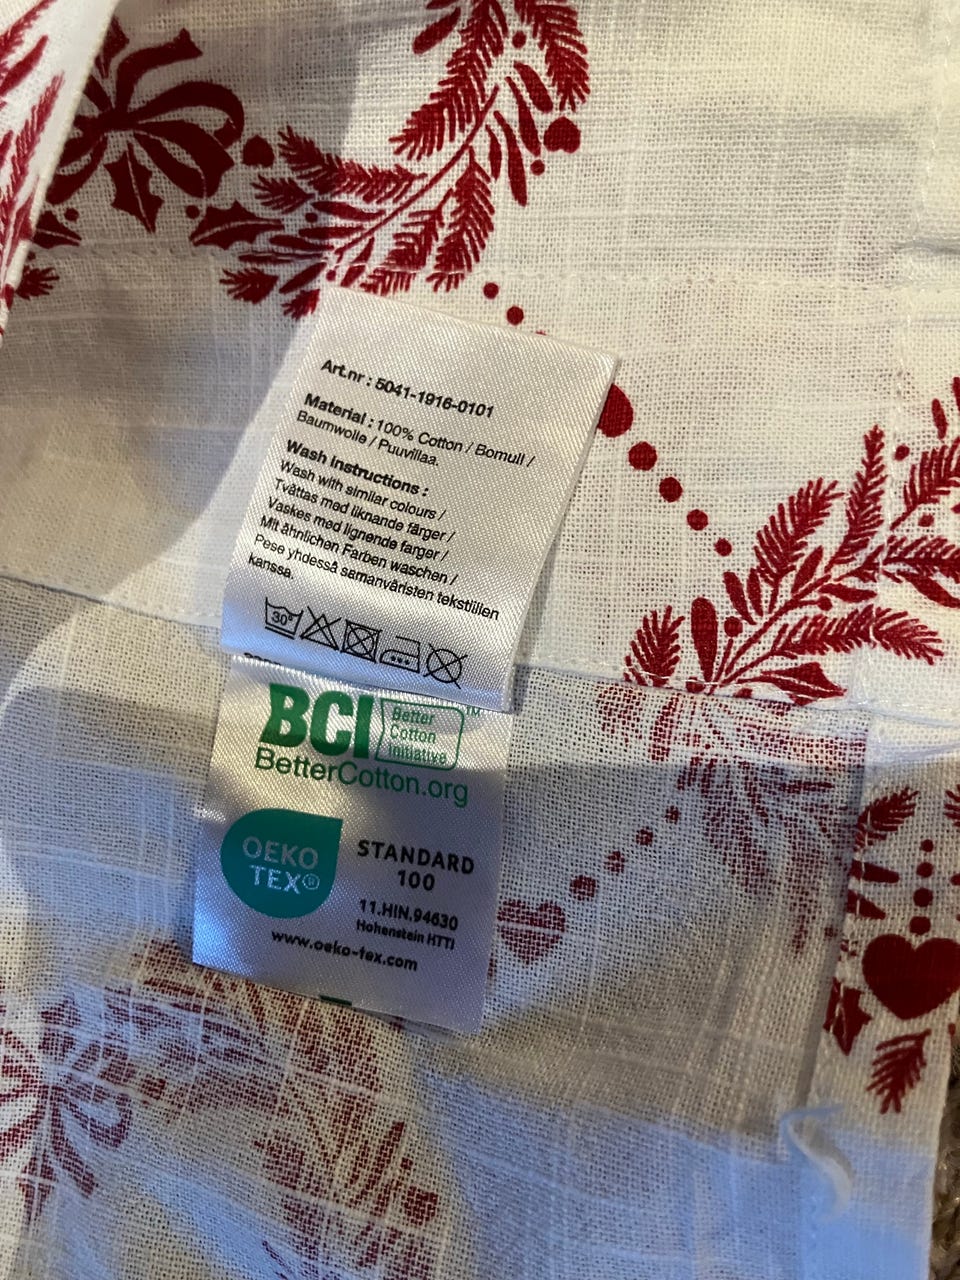 Art.nr : 5041-1916-0101
Material : 100% Cotton / Bomull /
Baumwolle / Puuvillaa.
Wash Instructions :
Wash with similar colours /
Tvättas med liknande färger /
Vaskes med lignende farger /
Mit ähnlichen Farben waschen /
Pese yhdessä samanväristen tekstiilien
kanssa.
30°
BCI Better
Cotton
Initiative TM
BetterCotton.org
OEKO
TEX®
STANDARD
100
11.HIN.94630
Hohenstein HTTI
www.oeko-tex.com